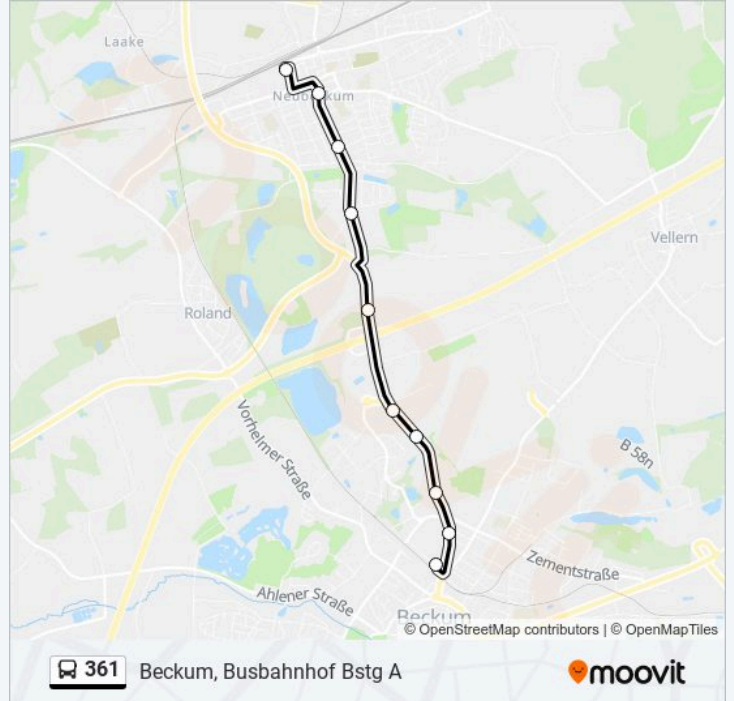 Laake
Neubeckum
Vellern
Roland
Vorhelmer Straße
B 58n
Zementstraße
Ahlener Straße
Beckum
© OpenStreetMap contributors | © OpenMapTiles
361 Beckum, Busbahnhof Bstg A
moovit